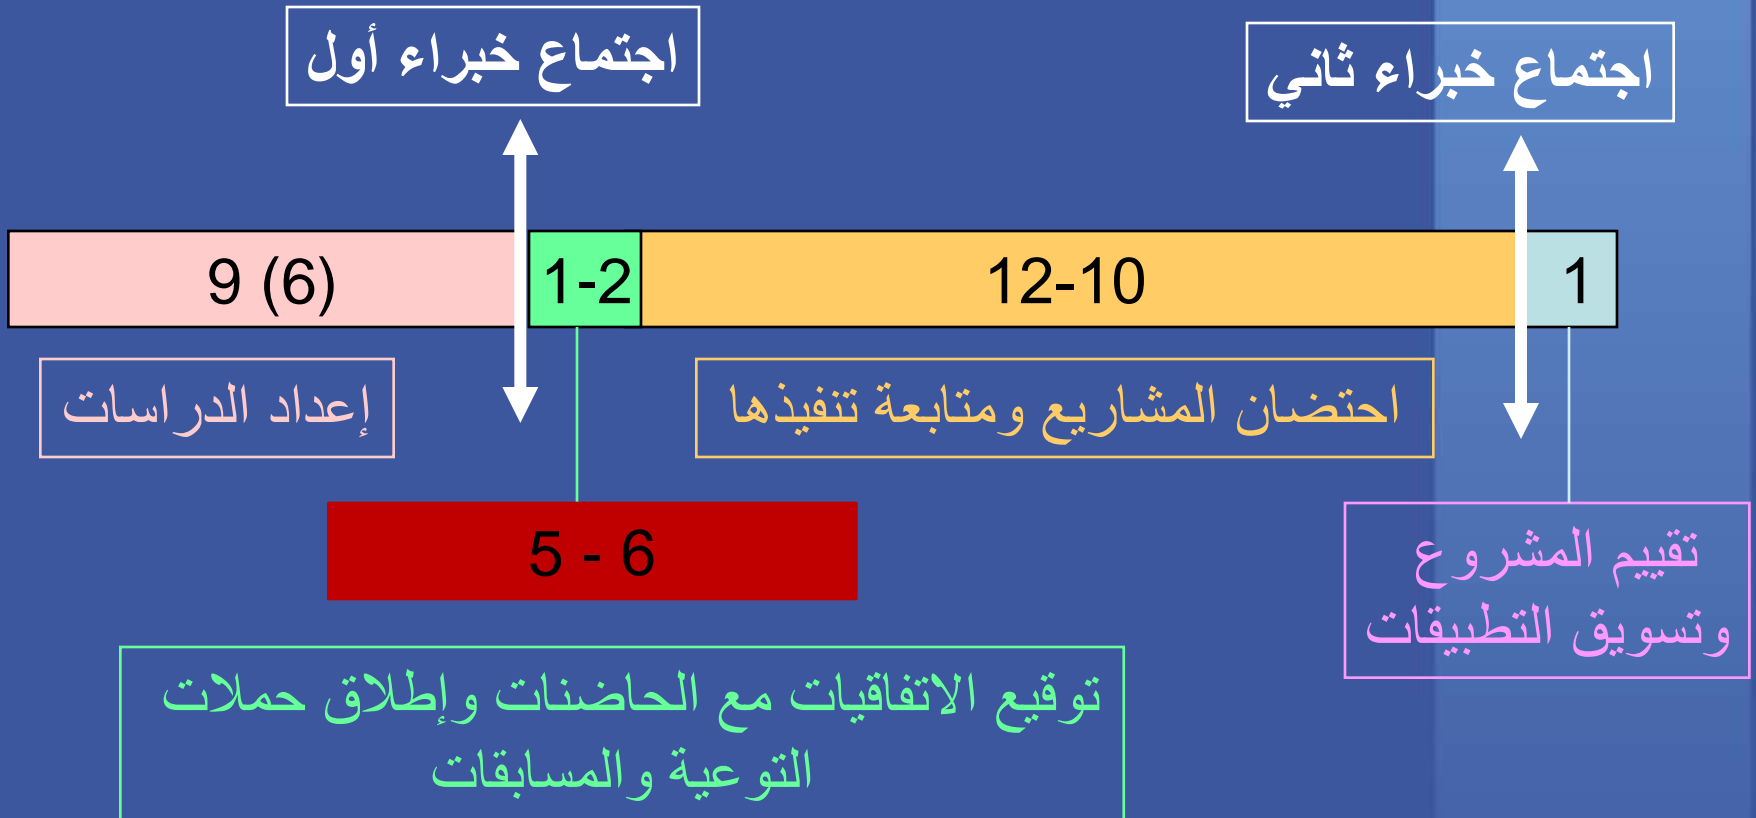 اجتماع خبراء أول
اجتماع خبراء ثاني
9 (6)
1-2
12-10
1
إعداد الدراسات
احتضان المشاريع ومتابعة تنفيذها
5 - 6
تقييم المشروع
وتسويق التطبيقات
توقيع الاتفاقيات مع الحاضنات وإطلاق حملات
التوعية والمسابقات